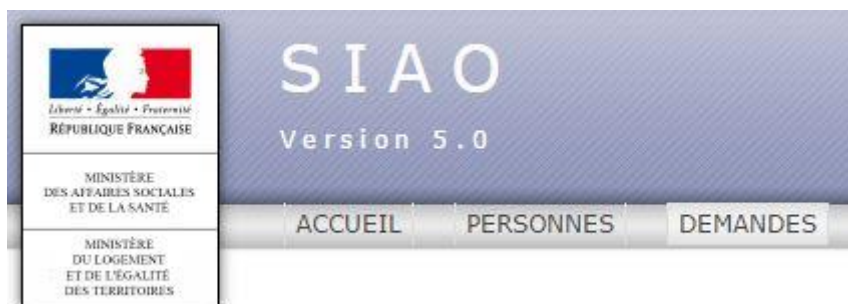 Liberté • Égalité • Fraternité
RÉPUBLIQUE FRANÇAISE
MINISTÈRE
DES AFFAIRES SOCIALES
ET DE LA SANTÉ
MINISTÈRE
DU LOGEMENT
ET DE L'ÉGALITÉ
DES TERRITOIRES
SIAO
Version 5.0
ACCUEIL PERSONNES DEMANDES